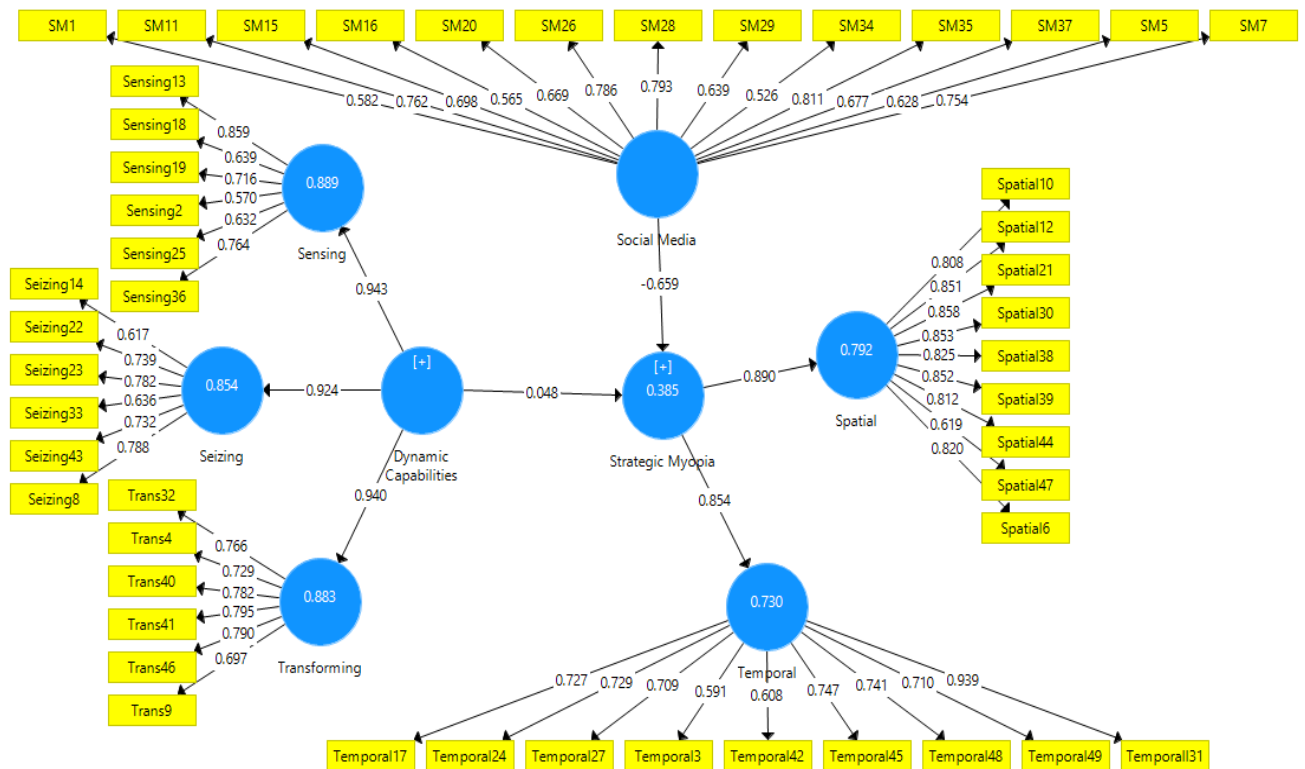 SM1 SM11 SM15 SM16 SM20 SM26 SM28 SM29 SM34 SM35 SM37 SM5 SM7
0.582 0.762 0.698 0.565 0.669 0.786 0.793 0.639 0.526 0.811 0.677 0.628 0.754
Social Media
-0.659
Sensing13
Sensing18
Sensing19
Sensing2
Sensing25
Sensing36
0.859
0.639
0.716
0.570
0.632
0.764
0.889
Sensing
0.943
Seizing14
Seizing22
Seizing23
Seizing33
Seizing43
Seizing8
0.617
0.739
0.782
0.636
0.732
0.788
0.854
Seizing
0.924
[+]
Dynamic
Capabilities
0.048
[+]
0.385
Strategic Myopia
0.890
0.792
Spatial
0.808
0.851
0.858
0.853
0.825
0.852
0.812
0.619
0.820
Spatial10
Spatial12
Spatial21
Spatial30
Spatial38
Spatial39
Spatial44
Spatial47
Spatial6
0.940
Trans32
Trans4
Trans40
Trans41
Trans46
Trans9
0.766
0.729
0.782
0.795
0.790
0.697
0.883
Transforming
0.854
0.730
Temporal
0.727 0.729 0.709 0.591 0.608 0.747 0.741 0.710 0.939
Temporal17 Temporal24 Temporal27 Temporal3 Temporal42 Temporal45 Temporal48 Temporal49 Temporall31